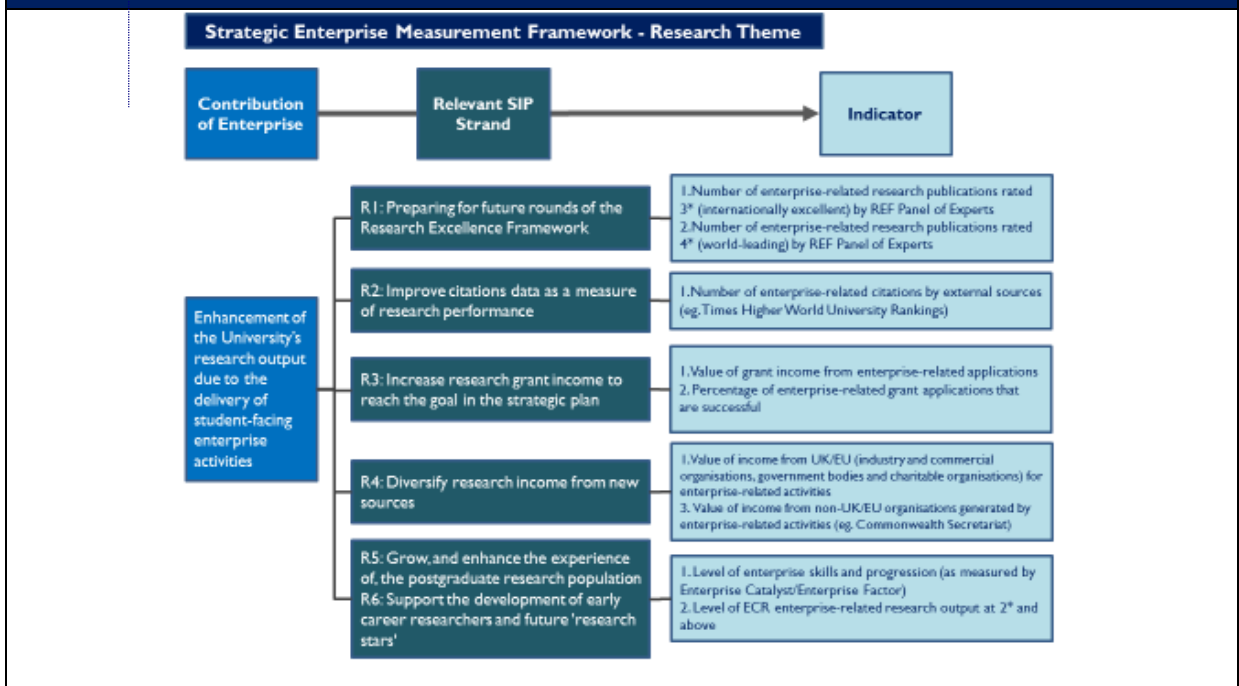 Strategic Enterprise Measurement Framework - Research Theme
Contribution
of Enterprise
Relevant SIP
Strand
Indicator
Enhancement of
the University's
research output
due to the
delivery of
student-facing
enterprise
activities
R1: Preparing for future rounds of the
Research Excellence Framework
1.Number of enterprise-related research publications rated
3* (internationally excellent) by REF Panel of Experts
2.Number of enterprise-related research publications rated
4* (world-leading) by REF Panel of Experts
R2: Improve citations data as a measure
of research performance
1.Number of enterprise-related citations by external sources
(eg. Times Higher World University Rankings)
R3: Increase research grant income to
reach the goal in the strategic plan
1.Value of grant income from enterprise-related applications
2. Percentage of enterprise-related grant applications that
are successful
R4: Diversify research income from new
sources
1.Value of income from UK/EU (industry and commercial
organisations, government bodies and charitable organisations) for
enterprise-related activities
3. Value of income from non-UK/EU organisations generated by
enterprise-related activities (eg. Commonwealth Secretariat)
R5: Grow, and enhance the experience
of, the postgraduate research population
R6: Support the development of early
career researchers and future 'research
stars'
1. Level of enterprise skills and progression (as measured by
Enterprise Catalyst/Enterprise Factor)
2. Level of ECR enterprise-related research output at 2* and
above